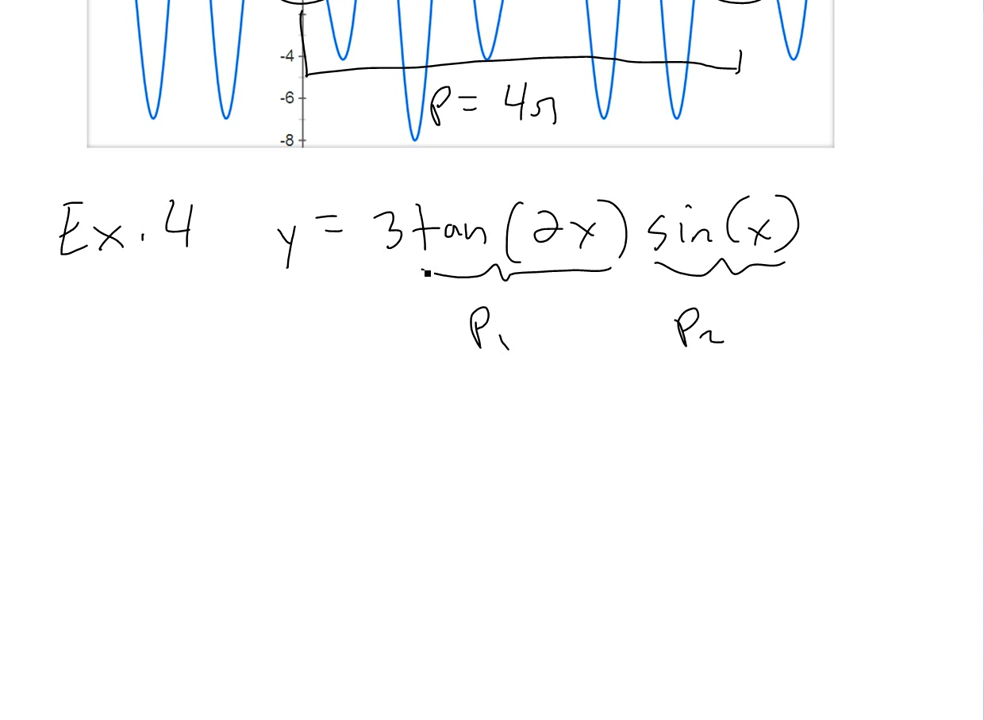 -4
-6
P = 4π
-8
Ex. 4 y = 3tan(2x) sin(x)
P₁ P₂